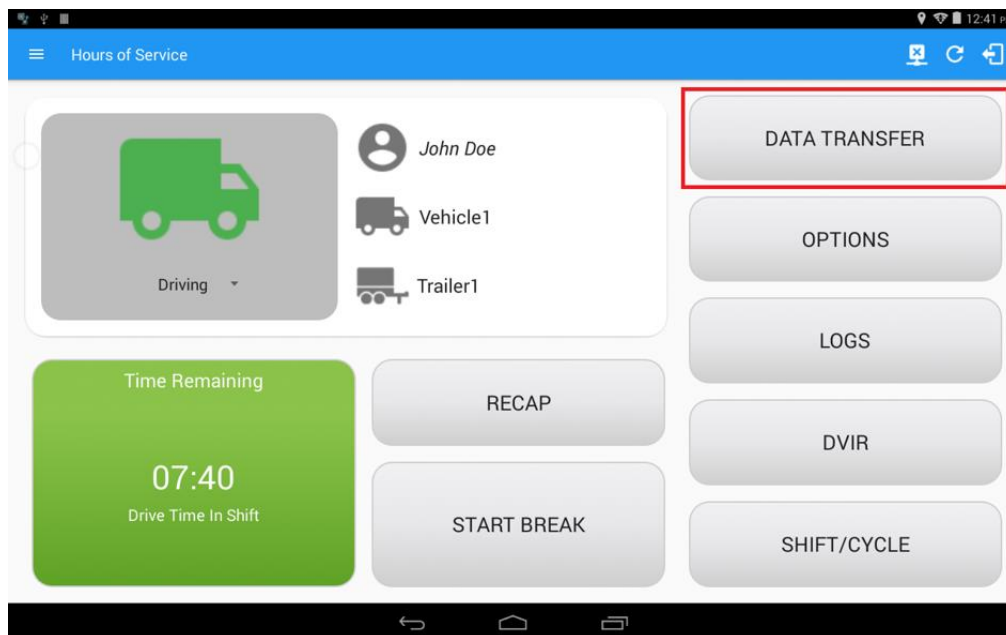 12:41 P
Hours of Service
John Doe
Vehicle1
Trailer1
Driving
DATA TRANSFER
OPTIONS
LOGS
DVIR
SHIFT/CYCLE
Time Remaining
07:40
Drive Time In Shift
RECAP
START BREAK